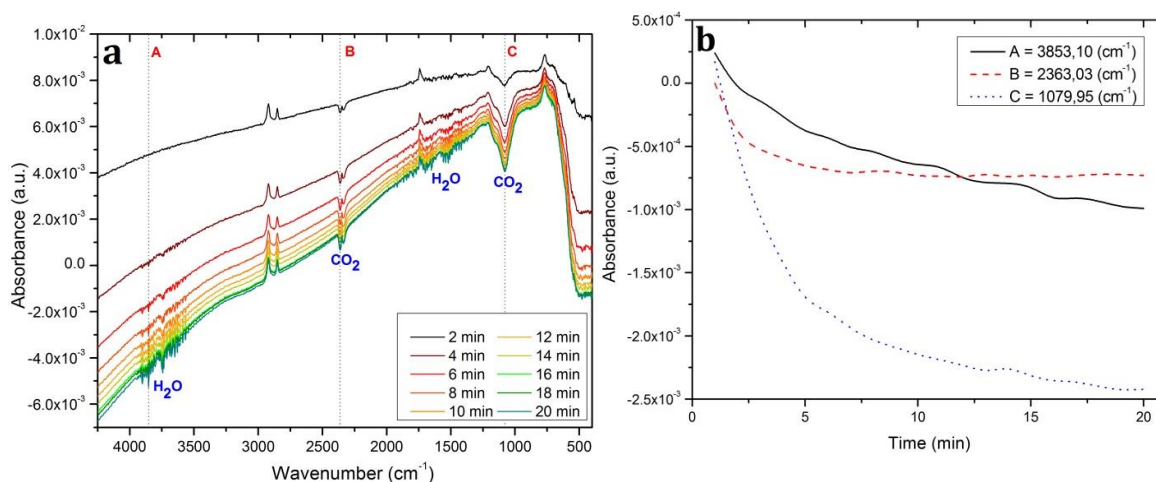 a
A
B
C
1.0x10⁻²
8.0x10⁻³
6.0x10⁻³
4.0x10⁻³
2.0x10⁻³
0.0
-2.0x10⁻³
-4.0x10⁻³
-6.0x10⁻³
Absorbance (a.u.)
H₂O
CO₂
H₂O
CO₂
2 min 12 min
4 min 14 min
6 min 16 min
8 min 18 min
10 min 20 min
4000 3500 3000 2500 2000 1500 1000 500
Wavenumber (cm⁻¹)
b
A = 3853,10 (cm⁻¹)
B = 2363,03 (cm⁻¹)
C = 1079,95 (cm⁻¹)
5.0x10⁻⁴
0.0
-5.0x10⁻⁴
-1.0x10⁻³
-1.5x10⁻³
-2.0x10⁻³
-2.5x10⁻³
Absorbance (a.u.)
0 5 10 15 20
Time (min)